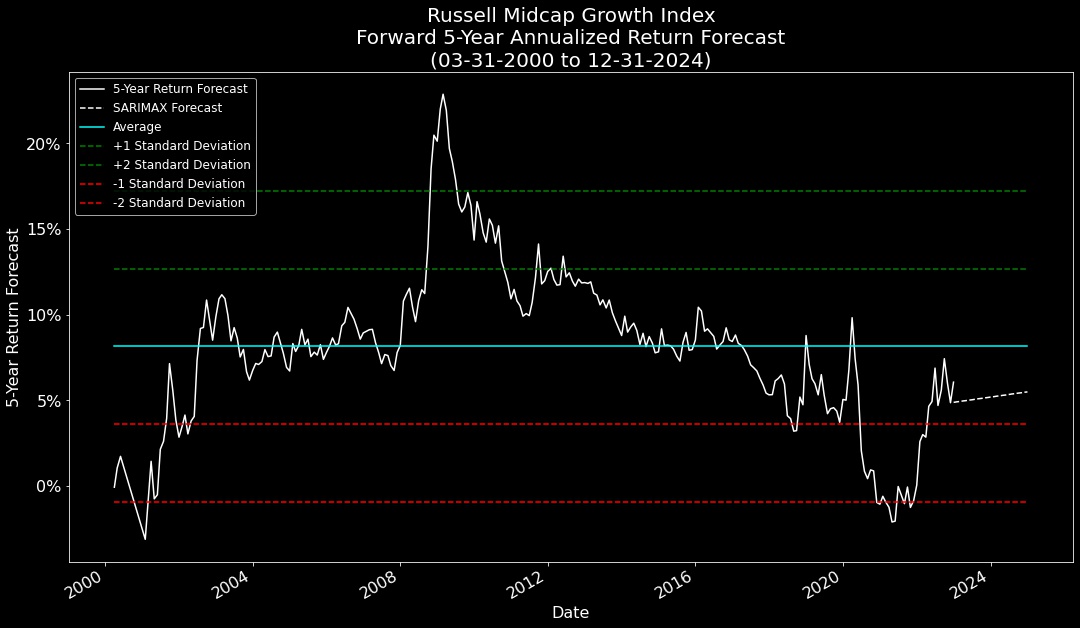 Russell Midcap Growth Index
Forward 5-Year Annualized Return Forecast
(03-31-2000 to 12-31-2024)
5-Year Return Forecast
SARIMAX Forecast
Average
+1 Standard Deviation
+2 Standard Deviation
-1 Standard Deviation
-2 Standard Deviation
5-Year Return Forecast
20%
15%
10%
5%
0%
2000
2004
2008
2012
2016
2020
2024
Date